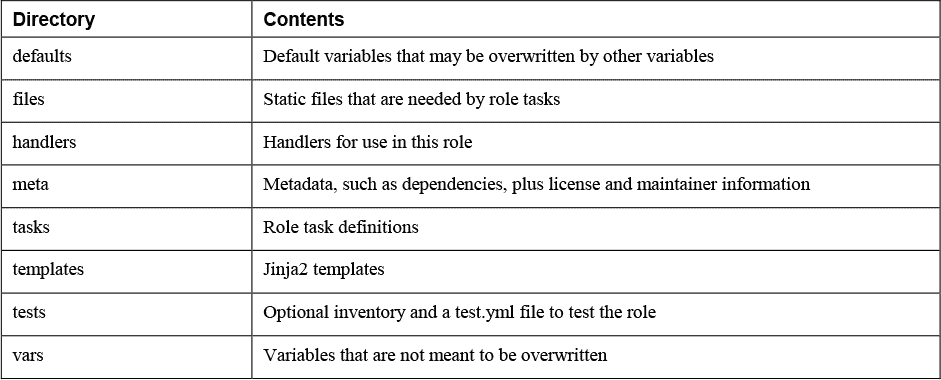 Directory Contents
defaults Default variables that may be overwritten by other variables
files Static files that are needed by role tasks
handlers Handlers for use in this role
meta Metadata, such as dependencies, plus license and maintainer information
tasks Role task definitions
templates Jinja2 templates
tests Optional inventory and a test.yml file to test the role
vars Variables that are not meant to be overwritten